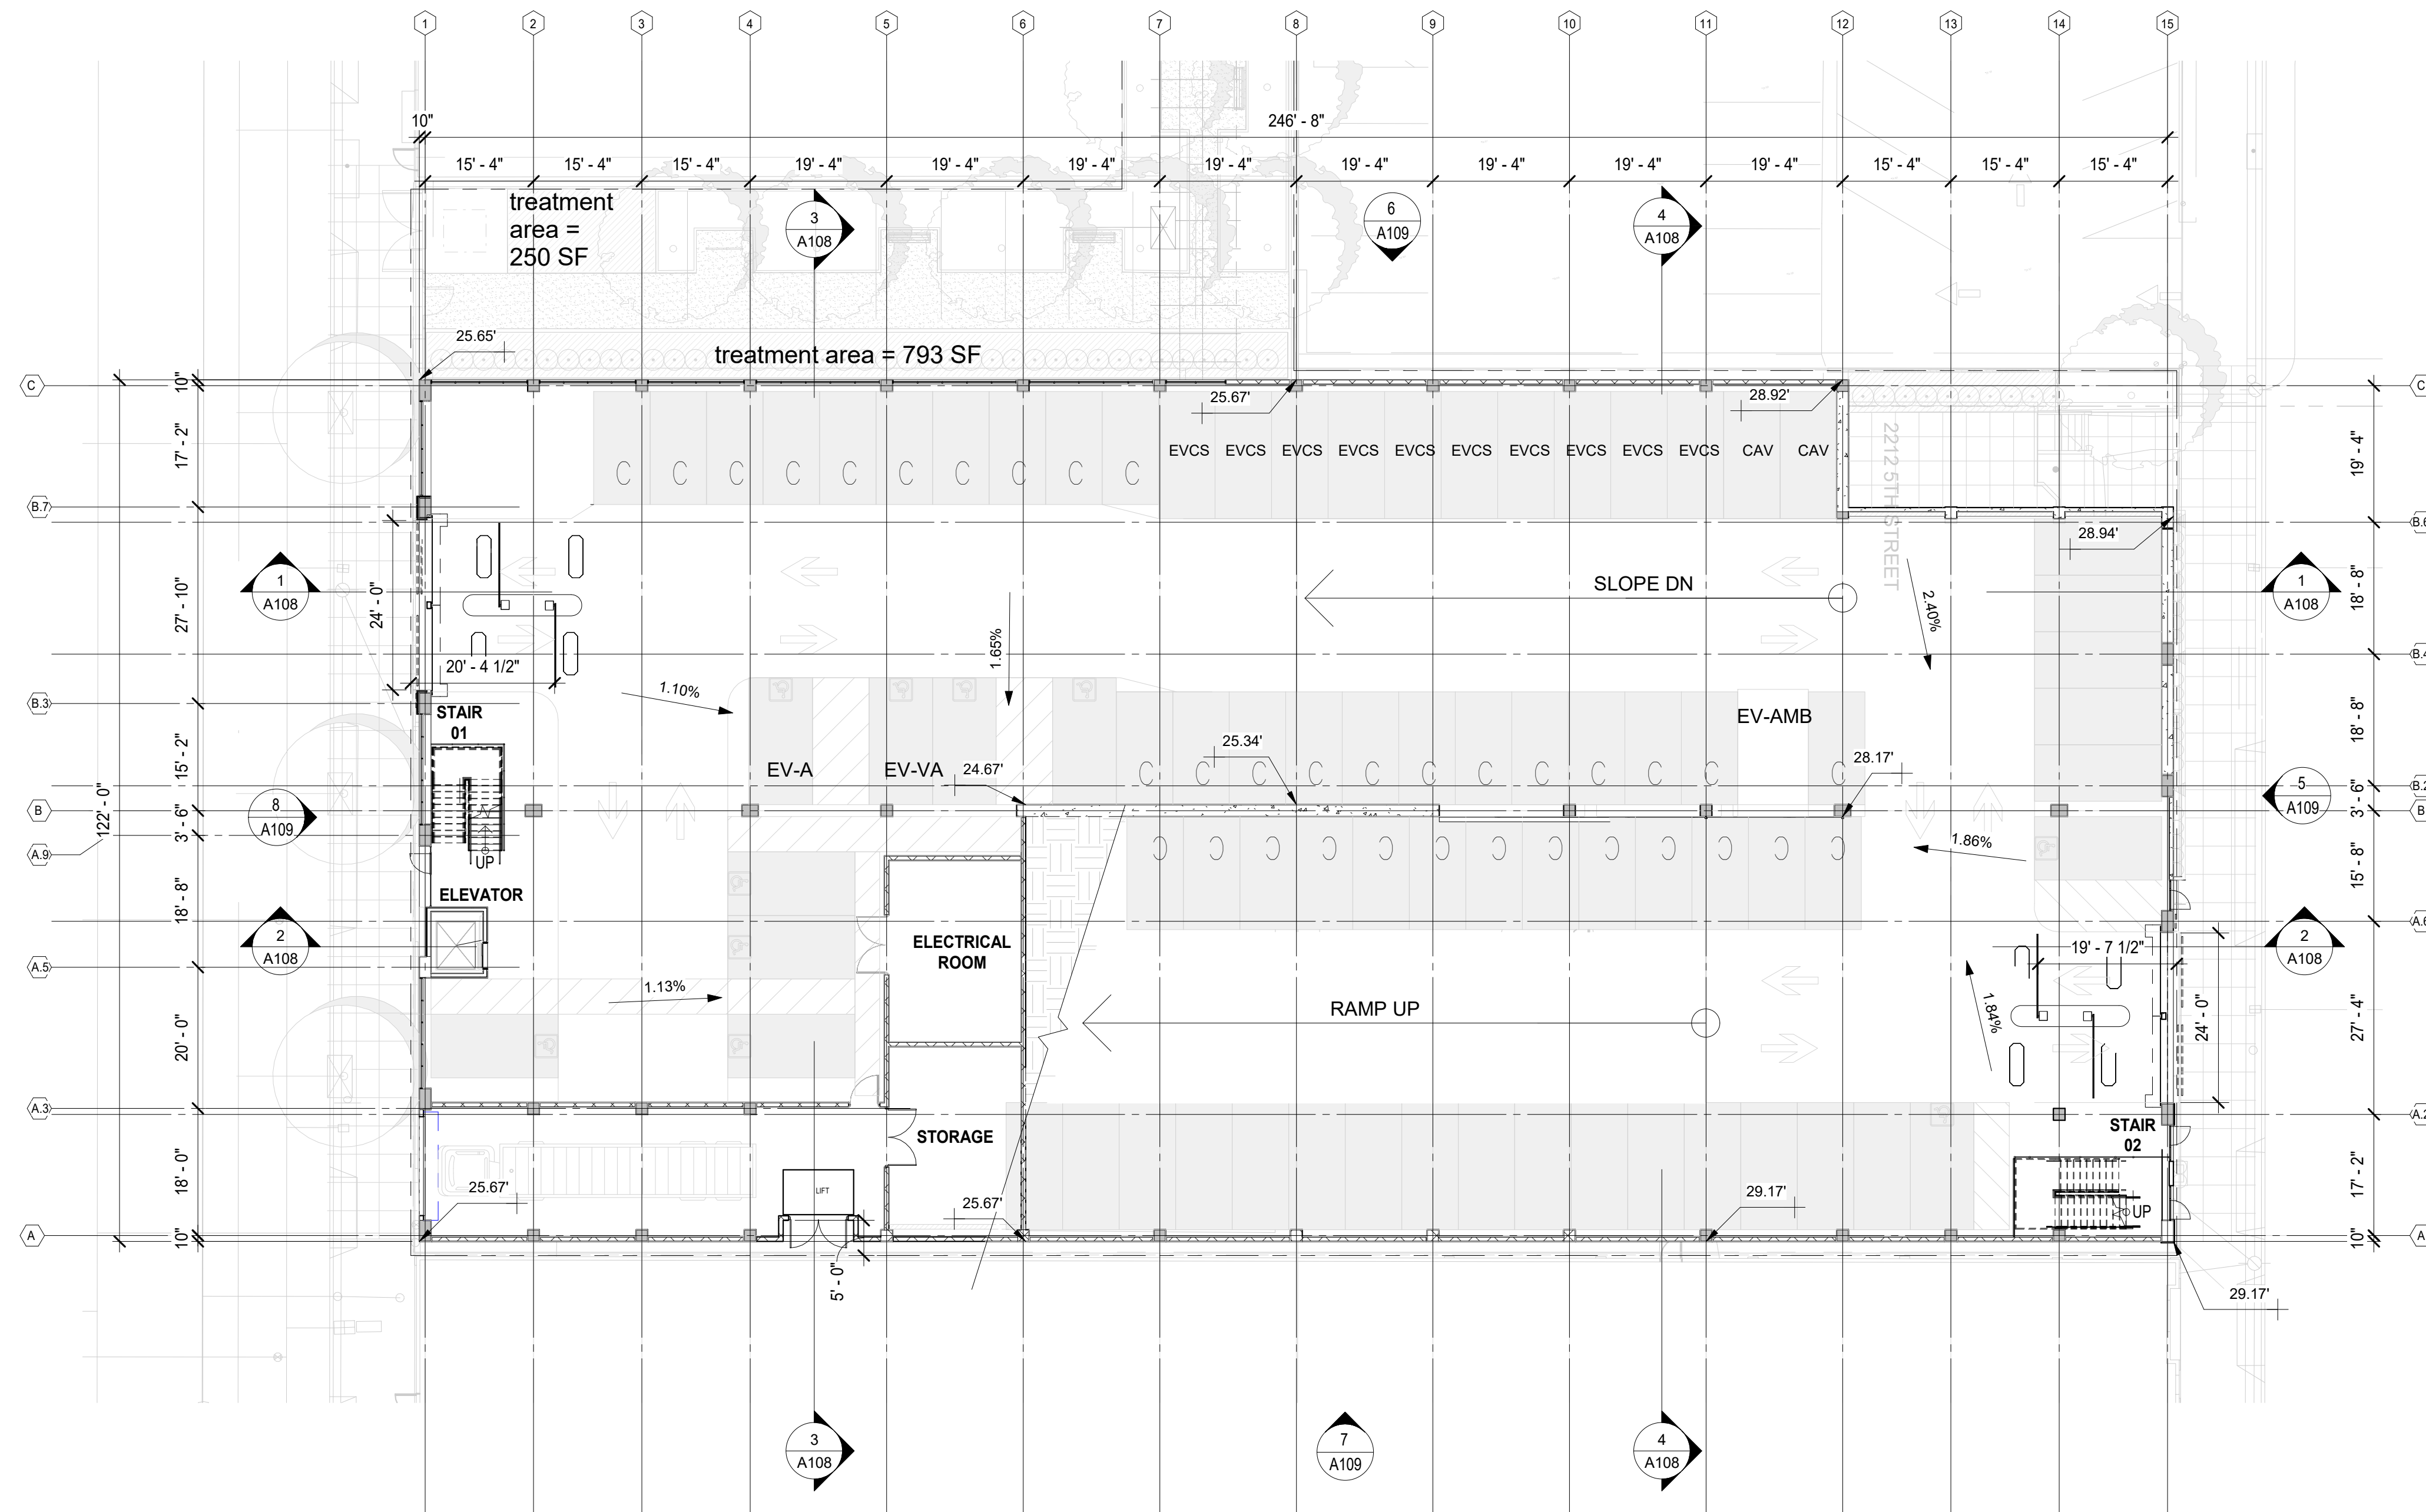 1 2 3 4 5 6 7 8 9 10 11 12 13 14 15
10" 246' - 8"
15' - 4" 15' - 4" 15' - 4" 19' - 4" 19' - 4" 19' - 4" 19' - 4" 19' - 4" 19' - 4" 19' - 4" 19' - 4" 15' - 4" 15' - 4" 15' - 4"
treatment
area =
250 SF
3
A108
6
A109
4
A108
25.65'
treatment area = 793 SF
C
10"
25.67'
28.92'
C
17' - 2"
C C C C C C C C C C
EVCS EVCS EVCS EVCS EVCS EVCS EVCS EVCS EVCS EVCS CAV CAV
2212 5TH STREET
19' - 4"
B.7
B.6
28.94'
1
A108
27' - 10"
24' - 0"
SLOPE DN
2.40%
18' - 8"
1
A108
1.65%
20' - 4 1/2"
B.4
1.10%
B.3
STAIR
01
EV-AMB
18' - 8"
15' - 2"
EV-A
EV-VA
24.67'
25.34'
C C C C C C C C C C C C
28.17'
B.2
8
A109
122' - 0"
B
3' - 6"
5
A109
3' - 6"
B
A.9
UP
C C C C C C C C C C C C C
1.86%
15' - 8"
18' - 8"
ELEVATOR
A.6
2
A108
ELECTRICAL
ROOM
19' - 7 1/2"
2
A108
A.5
1.13%
RAMP UP
1.84%
24' - 0"
27' - 4"
20' - 0"
A.3
A.2
STORAGE
STAIR
02
18' - 0"
25.67'
LIFT
25.67'
29.17'
UP
17' - 2"
A
10"
10"
A
5' - 0"
29.17'
3
A108
7
A109
4
A108